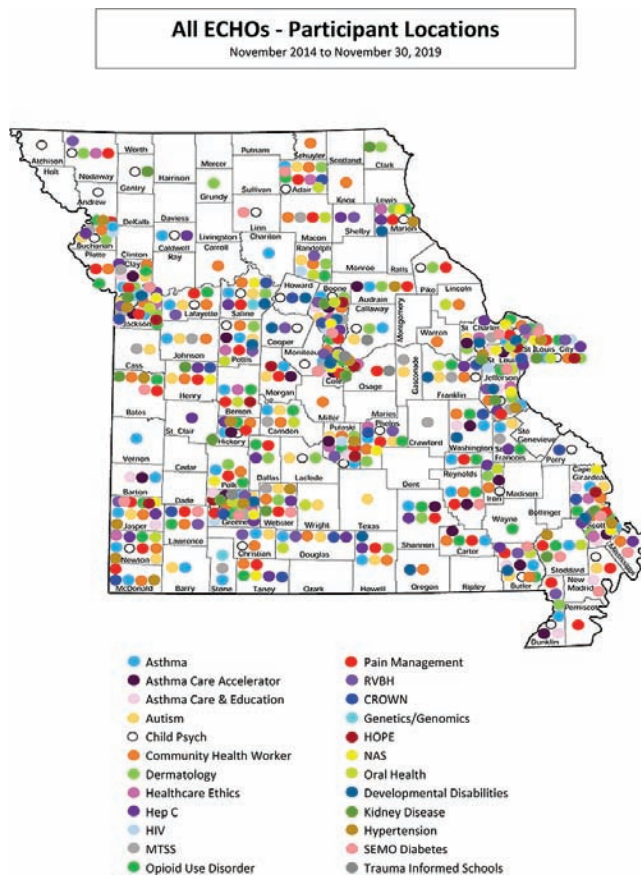 All ECHOs - Participant Locations
November 2014 to November 30, 2019
Atchison
Worth
Putnam
Schuyler
Scotland
Clark
Holt
Nodaway
Gentry
Harrison
Mercer
Sullivan
Adair
Knox
Lewis
Andrew
DeKalb
Daviess
Grundy
Linn
Macon
Shelby
Marion
Buchanan
Clinton
Caldwell
Livingston
Chariton
Randolph
Monroe
Ralls
Platte
Clay
Ray
Carroll
Howard
Boone
Audrain
Pike
Lincoln
Jackson
Lafayette
Saline
Cooper
Callaway
Montgomery
Warren
St Charles
St Louis City
St Louis
Cass
Johnson
Pettis
Moniteau
Cole
Osage
Gasconade
Franklin
Jefferson
Bates
Henry
Benton
Morgan
Miller
Maries
Crawford
Washington
Ste
Genevieve
Vernon
St Clair
Hickory
Camden
Pulaski
Phelps
St
Francois
Perry
Cedar
Polk
Dallas
Laclede
Dent
Reynolds
Iron
Madison
Cape
Girardeau
Barton
Dade
Greene
Webster
Wright
Texas
Shannon
Wayne
Bollinger
Scott
Jasper
Lawrence
Christian
Douglas
Carter
Stoddard
Mississippi
Newton
McDonald
Barry
Stone
Taney
Ozark
Howell
Oregon
Ripley
Butler
New
Madrid
Pemiscot
Dunklin
Asthma
Asthma Care Accelerator
Asthma Care & Education
Autism
Child Psych
Community Health Worker
Dermatology
Healthcare Ethics
Hep C
HIV
MTSS
Opioid Use Disorder
Pain Management
RVBH
CROWN
Genetics/Genomics
HOPE
NAS
Oral Health
Developmental Disabilities
Kidney Disease
Hypertension
SEMO Diabetes
Trauma Informed Schools